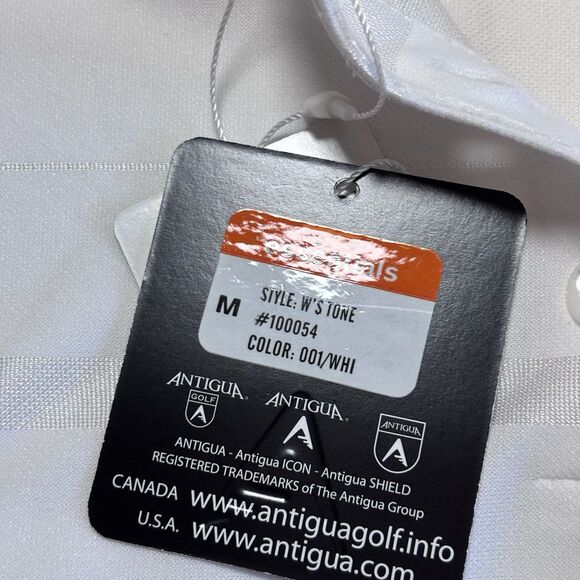 essentials
M
STYLE: W'S TONE
#100054
COLOR: 001/WHI
ANTIGUA®
GOLF
ANTIGUA®
ANTIGUA
ANTIGUA - Antigua ICON - Antigua SHIELD
REGISTERED TRADEMARKS of The Antigua Group
CANADA www.antiguagolf.info
U.S.A. www.antigua.com